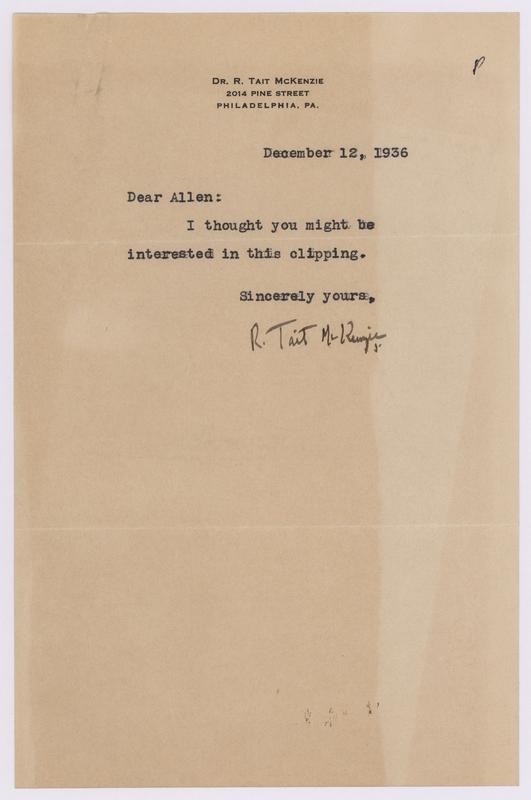 P
DR. R. TAIT MCKENZIE
2014 PINE STREET
PHILADELPHIA, PA.
December 12, 1936
Dear Allen:
I thought you might be
interested in this clipping.
Sincerely yours,
R. Tait McKenzie